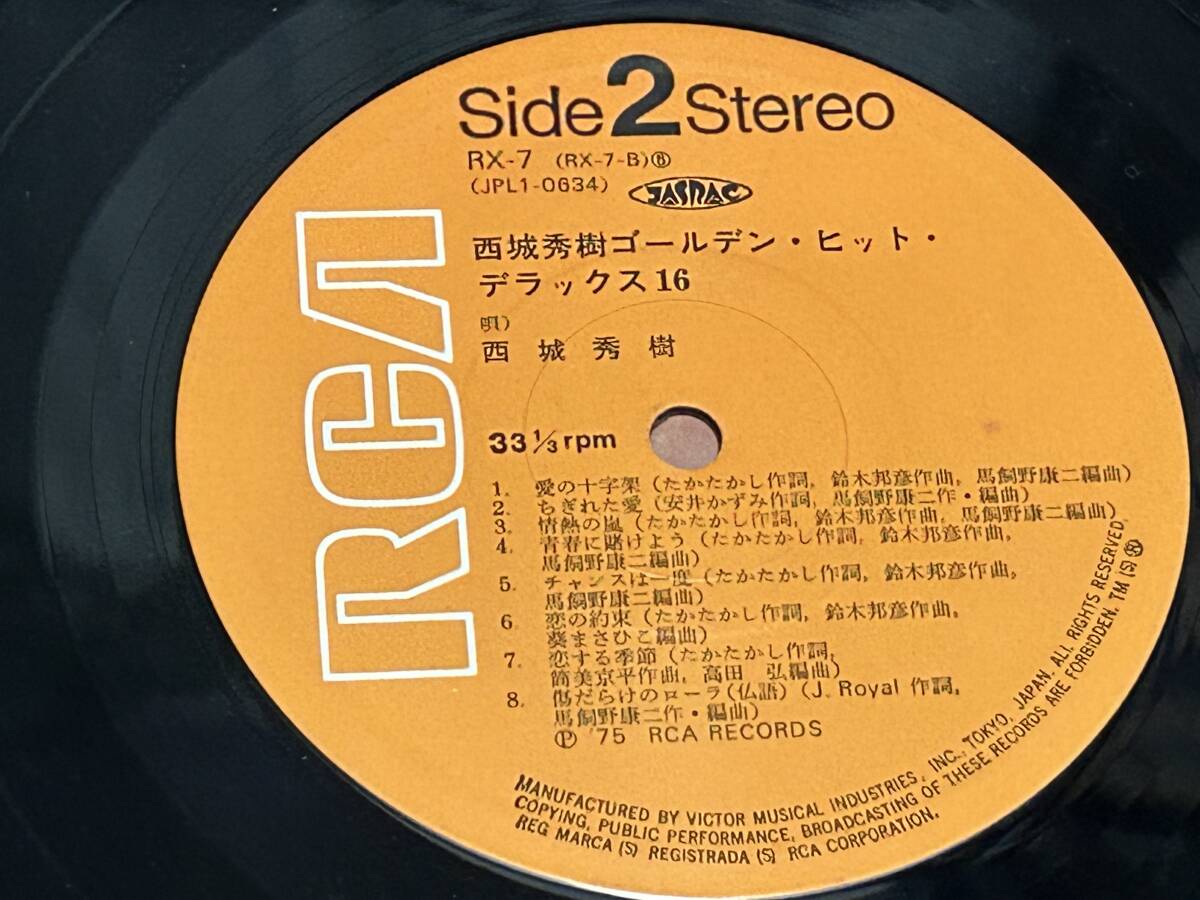 Side 2 Stereo
RX-7 (RX-7-B)Ⓡ
(JPL1-0634) JASRAC
西城秀樹ゴールデン・ヒット・
デラックス16
唄)
西 城 秀 樹
RCA
33 1/3 rpm
1. 愛の十字架 (たかたかし作詞, 鈴木邦彦作曲, 馬飼野康二編曲)
2. ちぎれた愛 (安井かずみ作詞, 馬飼野康二作・編曲)
3. 情熱の嵐 (たかたかし作詞, 鈴木邦彦作曲, 馬飼野康二編曲)
4. 青春に賭けよう (たかたかし作詞, 鈴木邦彦作曲,
馬飼野康二編曲)
5. チャンスは一度 (たかたかし作詞, 鈴木邦彦作曲,
馬飼野康二編曲)
6. 恋の約束 (たかたかし作詞, 鈴木邦彦作曲,
葵まさひこ編曲)
7. 恋する季節 (たかたかし作詞,
筒美京平作曲, 高田 弘編曲)
8. 傷だらけのローラ(仏語) (J. Royal 作詞,
馬飼野康二作・編曲)
Ⓟ '75 RCA RECORDS
MANUFACTURED BY VICTOR MUSICAL INDUSTRIES, INC., TOKYO, JAPAN. ALL RIGHTS RESERVED,
COPYING, PUBLIC PERFORMANCE, BROADCASTING OF THESE RECORDS ARE FORBIDDEN. TM (S) Ⓡ
REG MARCA (S) REGISTRADA (S) RCA CORPORATION.